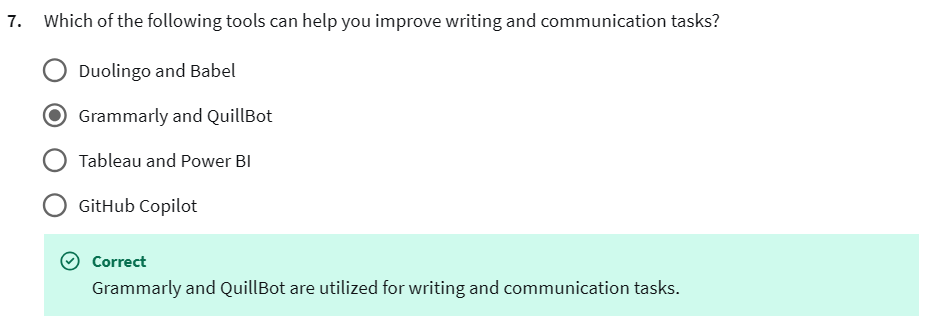 7. Which of the following tools can help you improve writing and communication tasks?
Duolingo and Babel
Grammarly and QuillBot
Tableau and Power BI
GitHub Copilot
Correct
Grammarly and QuillBot are utilized for writing and communication tasks.